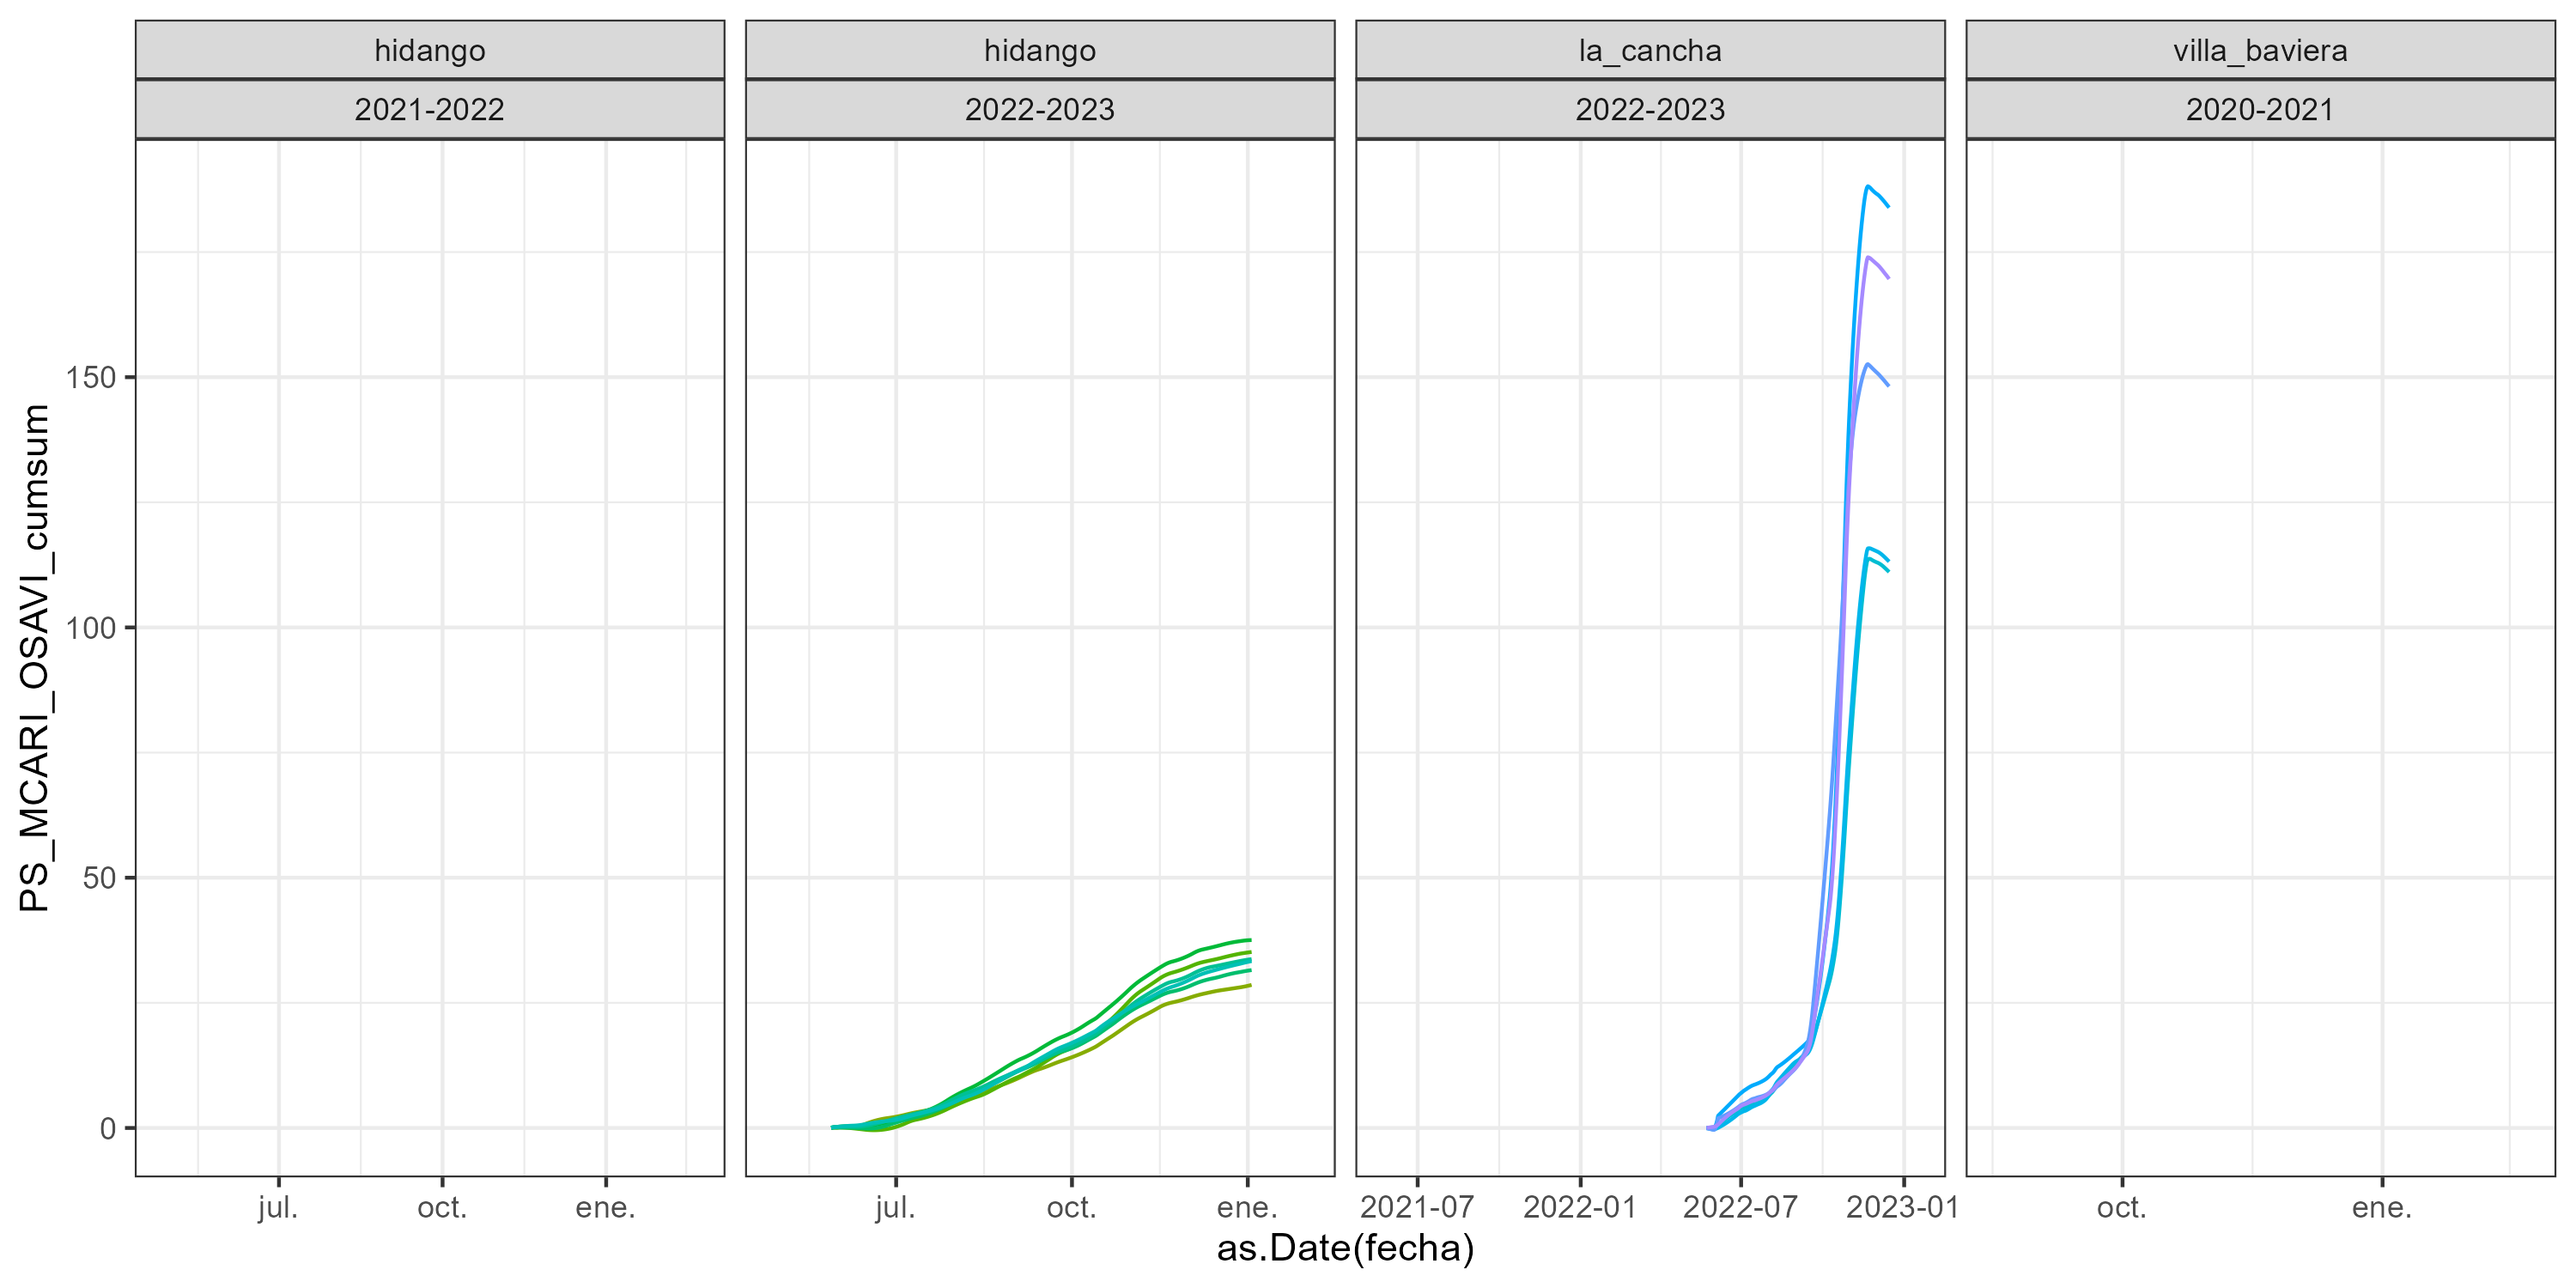 hidango
hidango
la_cancha
villa_baviera
2021-2022
2022-2023
2022-2023
2020-2021
PS_MCARI_OSAVI_cumsum
150
100
50
0
jul.
oct.
ene.
jul.
oct.
ene.
2021-07
2022-01
2022-07
2023-01
oct.
ene.
as.Date(fecha)